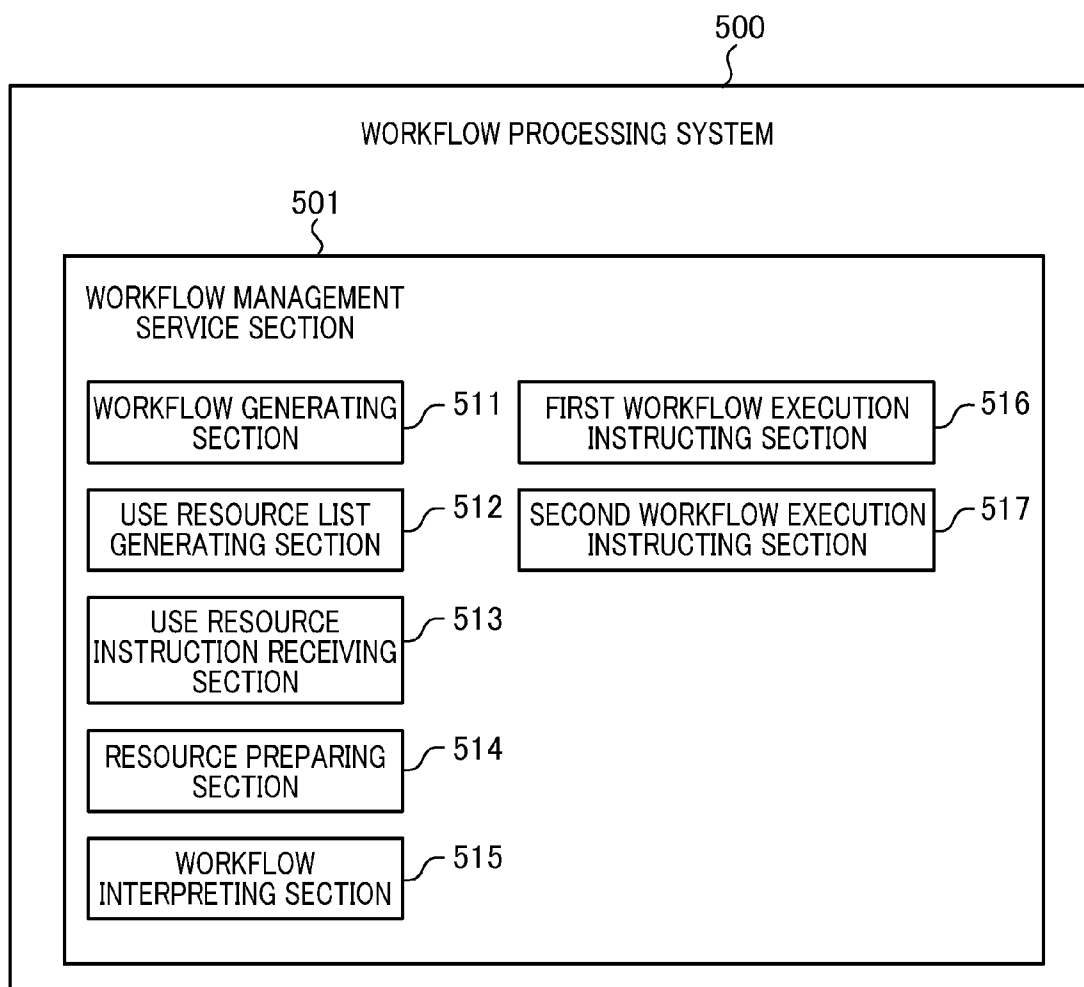 500
WORKFLOW PROCESSING SYSTEM
501
WORKFLOW MANAGEMENT
SERVICE SECTION
WORKFLOW GENERATING
SECTION
511
USE RESOURCE LIST
GENERATING SECTION
512
USE RESOURCE
INSTRUCTION RECEIVING
SECTION
513
RESOURCE PREPARING
SECTION
514
WORKFLOW
INTERPRETING SECTION
515
FIRST WORKFLOW EXECUTION
INSTRUCTING SECTION
516
SECOND WORKFLOW EXECUTION
INSTRUCTING SECTION
517